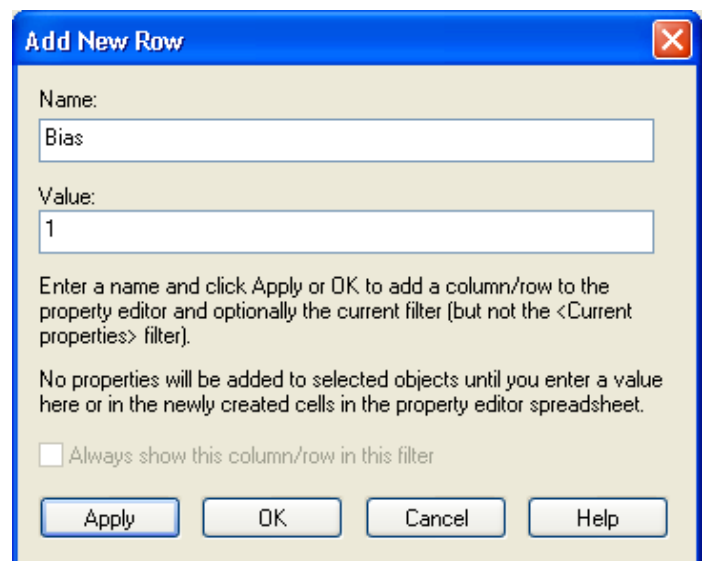 Add New Row
Name:
Bias
Value:
1
Enter a name and click Apply or OK to add a column/row to the
property editor and optionally the current filter (but not the <Current
properties> filter).
No properties will be added to selected objects until you enter a value
here or in the newly created cells in the property editor spreadsheet.
Always show this column/row in this filter
Apply OK Cancel Help